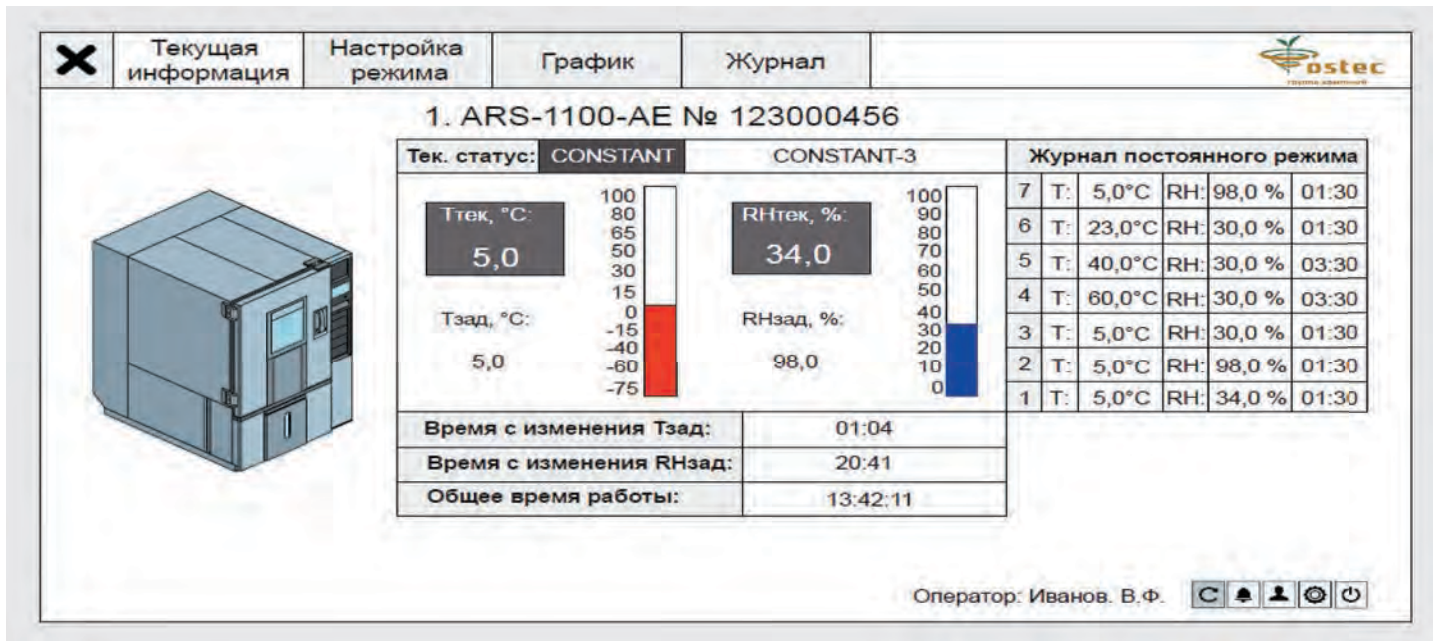 Текущая информация
Настройка режима
График
Журнал
ostec
группа компаний
1. ARS-1100-AE № 123000456
Тек. статус: CONSTANT CONSTANT-3
Ттек, °C:
5,0
Тзад, °C:
5,0
100
80
65
50
30
15
0
-15
-40
-60
-75
RHтек, %:
34,0
RHзад, %:
98,0
100
90
80
70
60
50
40
30
20
10
0
Журнал постоянного режима
7 T: 5,0°C RH: 98,0 % 01:30
6 T: 23,0°C RH: 30,0 % 01:30
5 T: 40,0°C RH: 30,0 % 03:30
4 T: 60,0°C RH: 30,0 % 03:30
3 T: 5,0°C RH: 30,0 % 01:30
2 T: 5,0°C RH: 98,0 % 01:30
1 T: 5,0°C RH: 34,0 % 01:30
Время с изменения Тзад: 01:04
Время с изменения RHзад: 20:41
Общее время работы: 13:42:11
Оператор: Иванов. В.Ф.
C